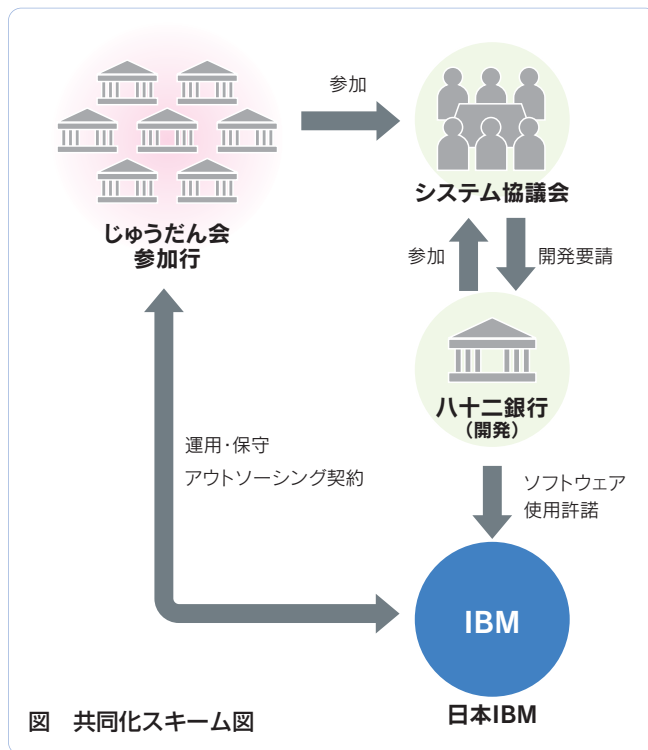 参加
じゅうだん会
参加行
システム協議会
参加
開発要請
八十二銀行
（開発）
運用・保守
アウトソーシング契約
ソフトウェア
使用許諾
IBM
日本IBM
図　共同化スキーム図